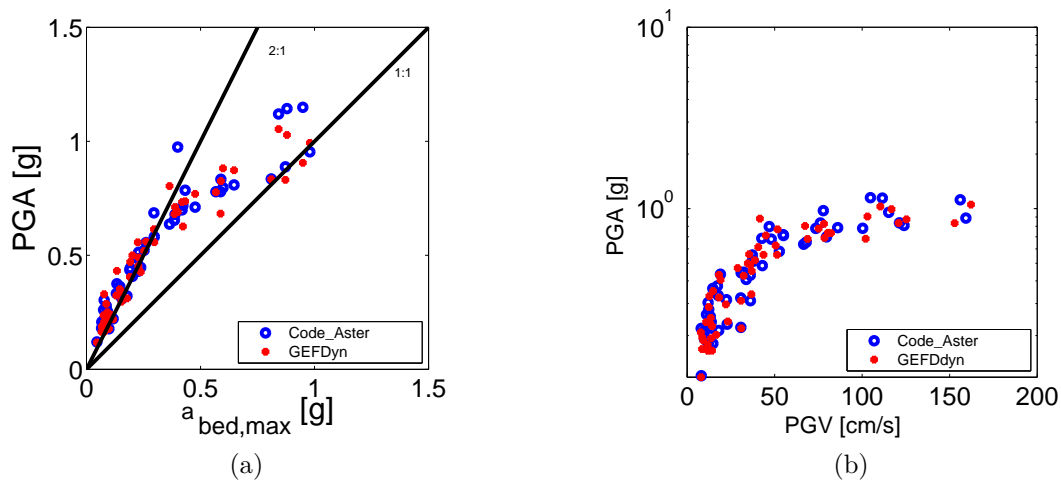 1.5
1
0.5
0
0
0.5
1
1.5
PGA [g]
a bed,max [g]
2:1
1:1
Code_Aster
GEFDyn
(a)
10^1
10^0
0
50
100
150
200
PGA [g]
PGV [cm/s]
Code_Aster
GEFDdyn
(b)